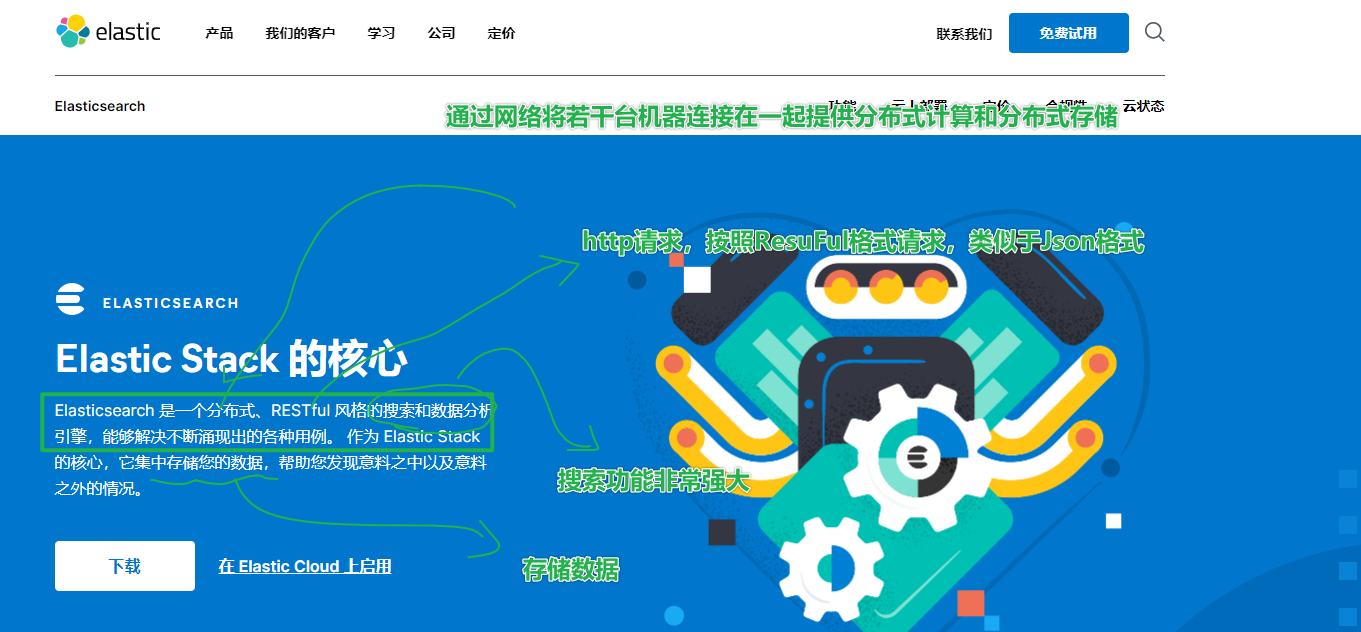 elastic
产品 我们的客户 学习 公司 定价
联系我们 免费试用
Elasticsearch
功能 云上部署 定价 合规性 云状态
通过网络将若干台机器连接在一起提供分布式计算和分布式存储
http请求，按照ResuFul格式请求，类似于Json格式
ELASTICSEARCH
Elastic Stack 的核心
Elasticsearch 是一个分布式、RESTful 风格的搜索和数据分析
引擎，能够解决不断涌现出的各种用例。 作为 Elastic Stack
的核心，它集中存储您的数据，帮助您发现意料之中以及意料
之外的情况。
搜索功能非常强大
下载 在 Elastic Cloud 上启用
存储数据